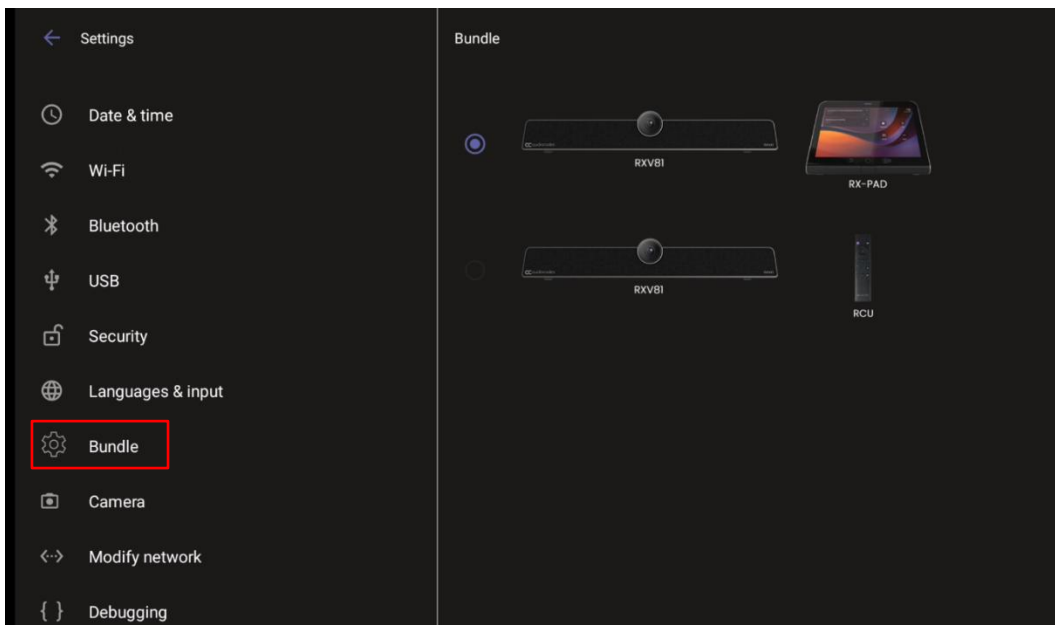 Settings
Date & time
Wi-Fi
Bluetooth
USB
Security
Languages & input
Bundle
Camera
Modify network
Debugging
Bundle
RXV81
RX-PAD
RXV81
RCU